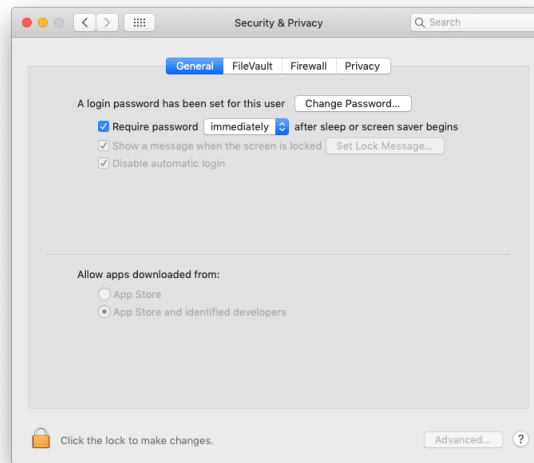 Security & Privacy
Search
General
FileVault
Firewall
Privacy
A login password has been set for this user
Change Password...
Require password immediately after sleep or screen saver begins
Show a message when the screen is locked
Set Lock Message...
Disable automatic login
Allow apps downloaded from:
App Store
App Store and identified developers
Click the lock to make changes.
Advanced...
?